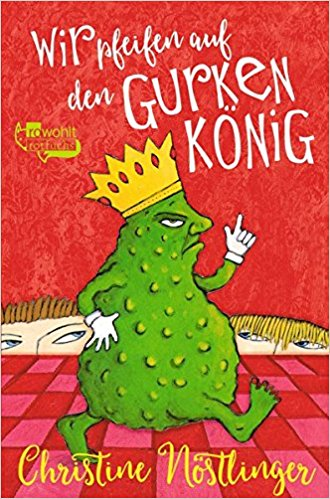 Wir pfeifen auf
den GURKEN
KÖNIG
rowohlt
rotfuchs
Christine Nöstlinger